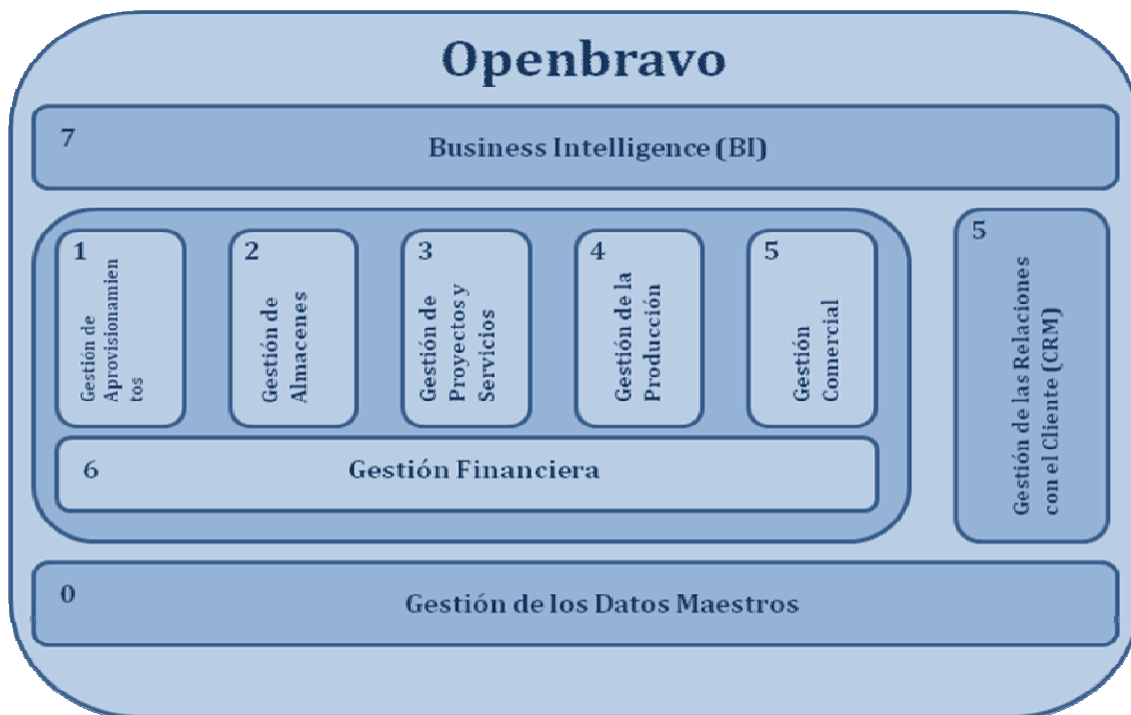 Openbravo
7
Business Intelligence (BI)
1
Gestión de
Aprovisionamien
tos
2
Gestión de
Almacenes
3
Gestión de
Proyectos y
Servicios
4
Gestión de la
Producción
5
Gestión
Comercial
6
Gestión Financiera
5
Gestión de las Relaciones
con el Cliente (CRM)
0
Gestión de los Datos Maestros